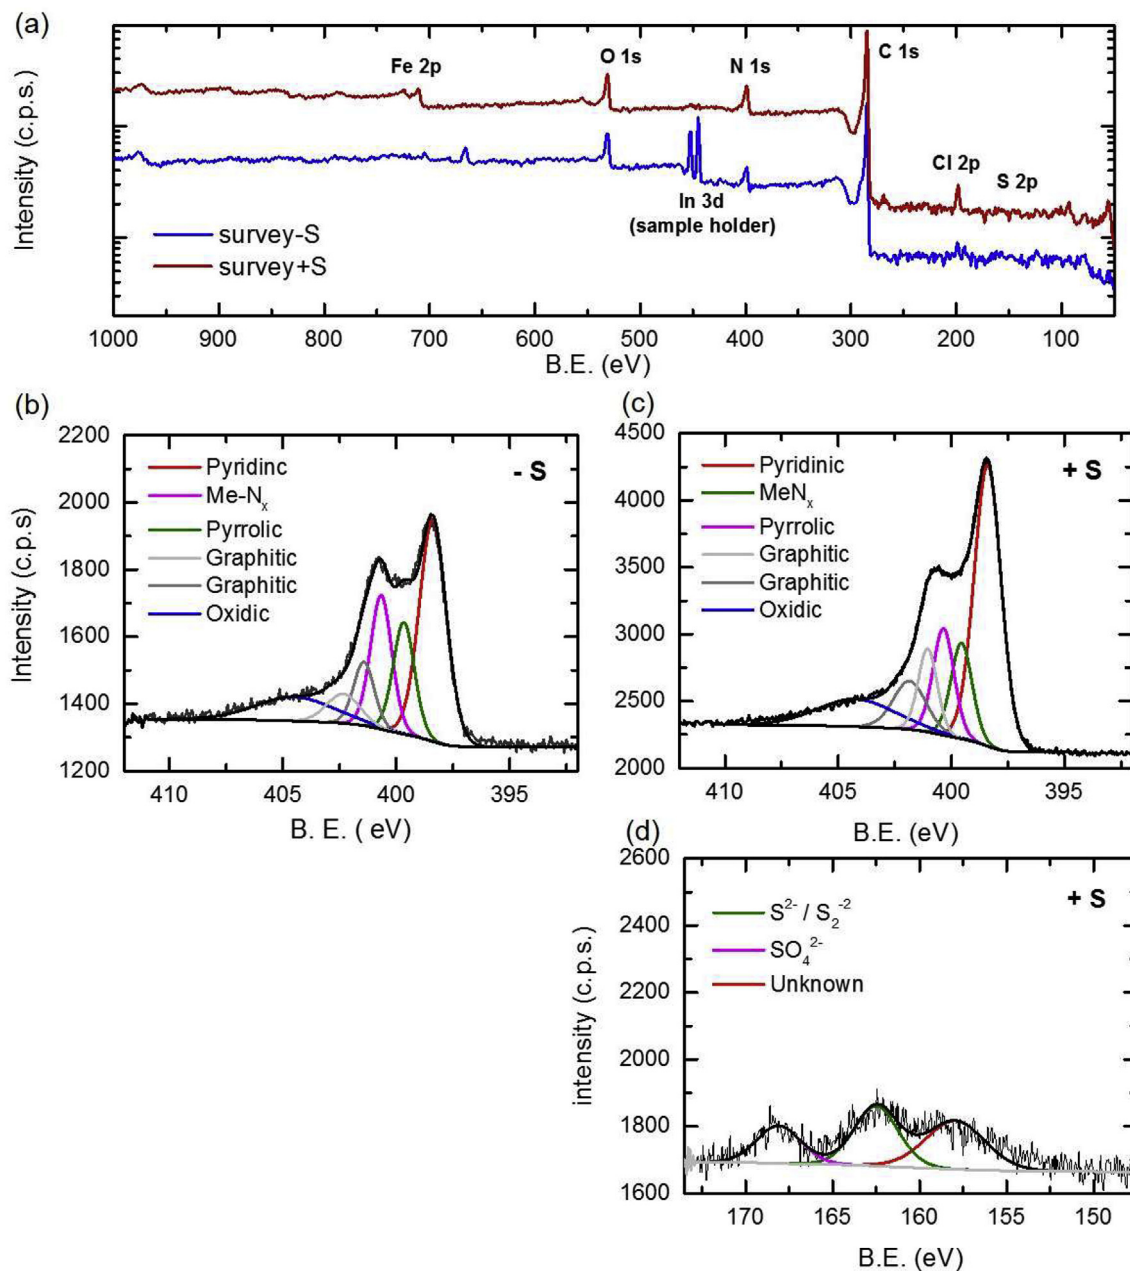 (a)
Intensity (c.p.s.)
Fe 2p
O 1s
N 1s
C 1s
Cl 2p
S 2p
In 3d
(sample holder)
survey-S
survey+S
1000 900 800 700 600 500 400 300 200 100
B.E. (eV)
(b)
2200
2000
1800
1600
1400
1200
Intensity (c.p.s)
Pyridinc
Me-Nx
Pyrrolic
Graphitic
Graphitic
Oxidic
- S
410 405 400 395
B. E. ( eV)
(c)
4500
4000
3500
3000
2500
2000
Pyridinic
MeNx
Pyrrolic
Graphitic
Graphitic
Oxidic
+ S
410 405 400 395
B.E. (eV)
(d)
2600
2400
2200
2000
1800
1600
intensity (c.p.s.)
S²⁻ / S₂⁻²
SO₄²⁻
Unknown
+ S
170 165 160 155 150
B.E. (eV)